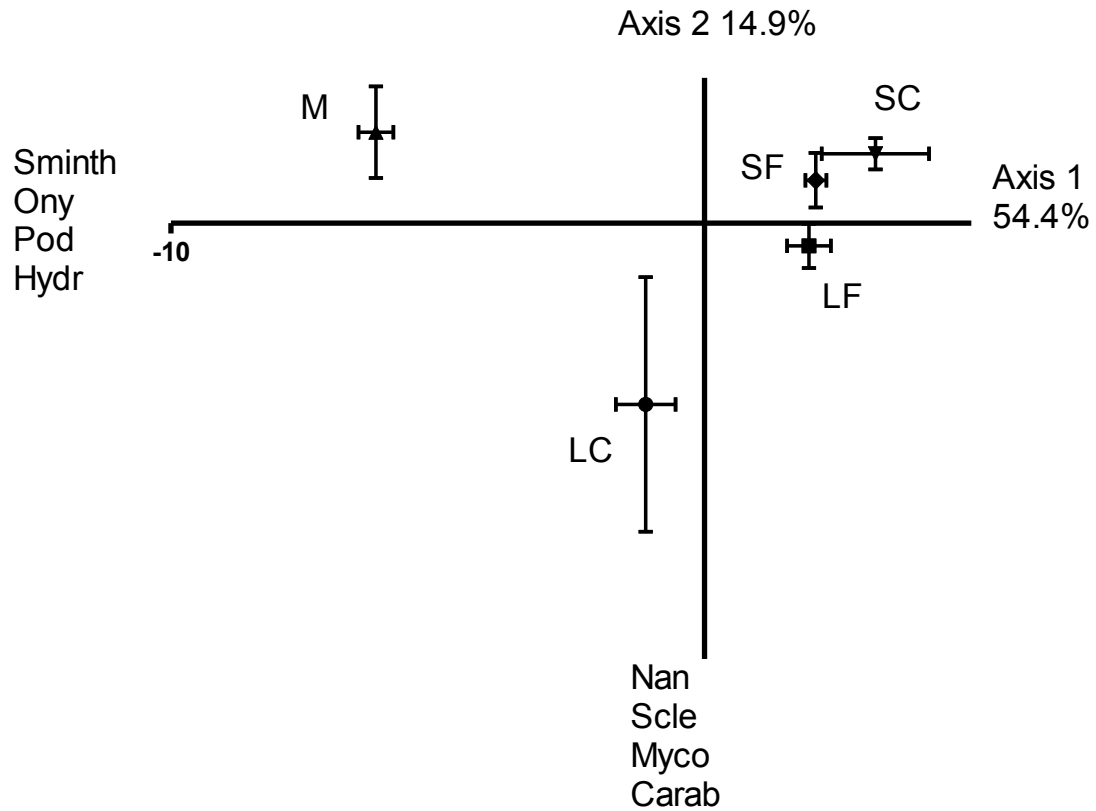 Axis 2 14.9%
M
SC
Sminth
Ony
Pod
Hydr
SF
Axis 1
54.4%
-10
LF
LC
Nan
Scle
Myco
Carab